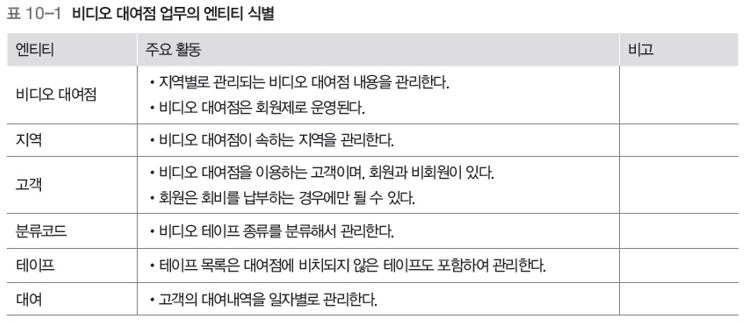 표 10-1 비디오 대여점 업무의 엔티티 식별
엔티티 주요 활동 비고
비디오 대여점
• 지역별로 관리되는 비디오 대여점 내용을 관리한다.
• 비디오 대여점은 회원제로 운영된다.
지역 • 비디오 대여점이 속하는 지역을 관리한다.
고객
• 비디오 대여점을 이용하는 고객이며, 회원과 비회원이 있다.
• 회원은 회비를 납부하는 경우에만 될 수 있다.
분류코드 • 비디오 테이프 종류를 분류해서 관리한다.
테이프 • 테이프 목록은 대여점에 비치되지 않은 테이프도 포함하여 관리한다.
대여 • 고객의 대여내역을 일자별로 관리한다.